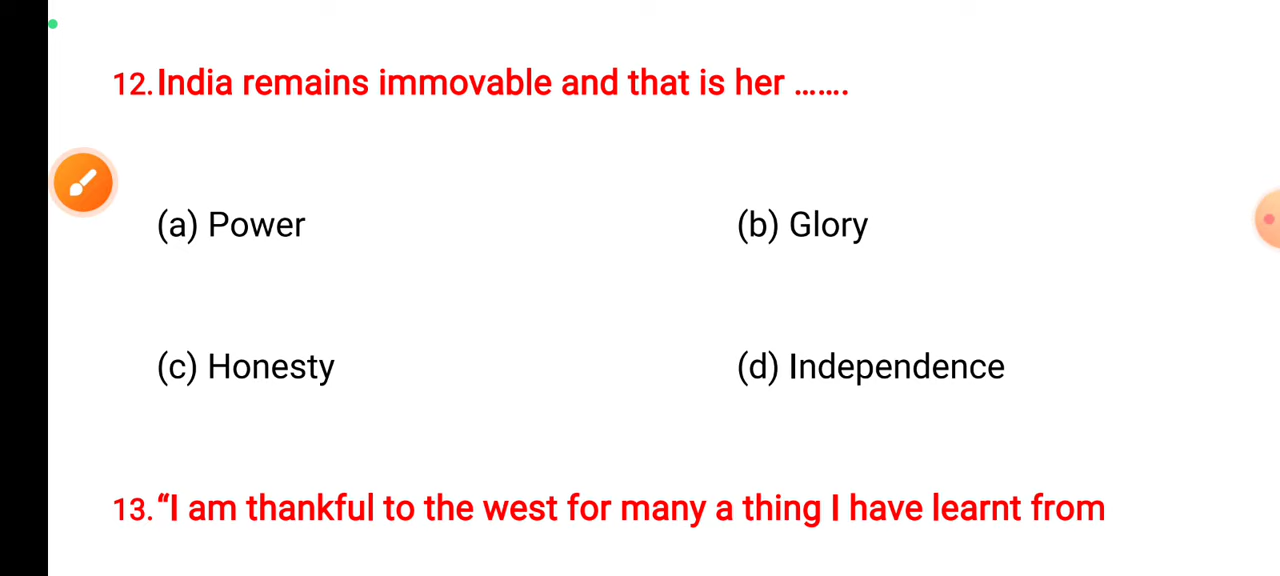 12. India remains immovable and that is her .......
(a) Power (b) Glory
(c) Honesty (d) Independence
13. “I am thankful to the west for many a thing I have learnt from